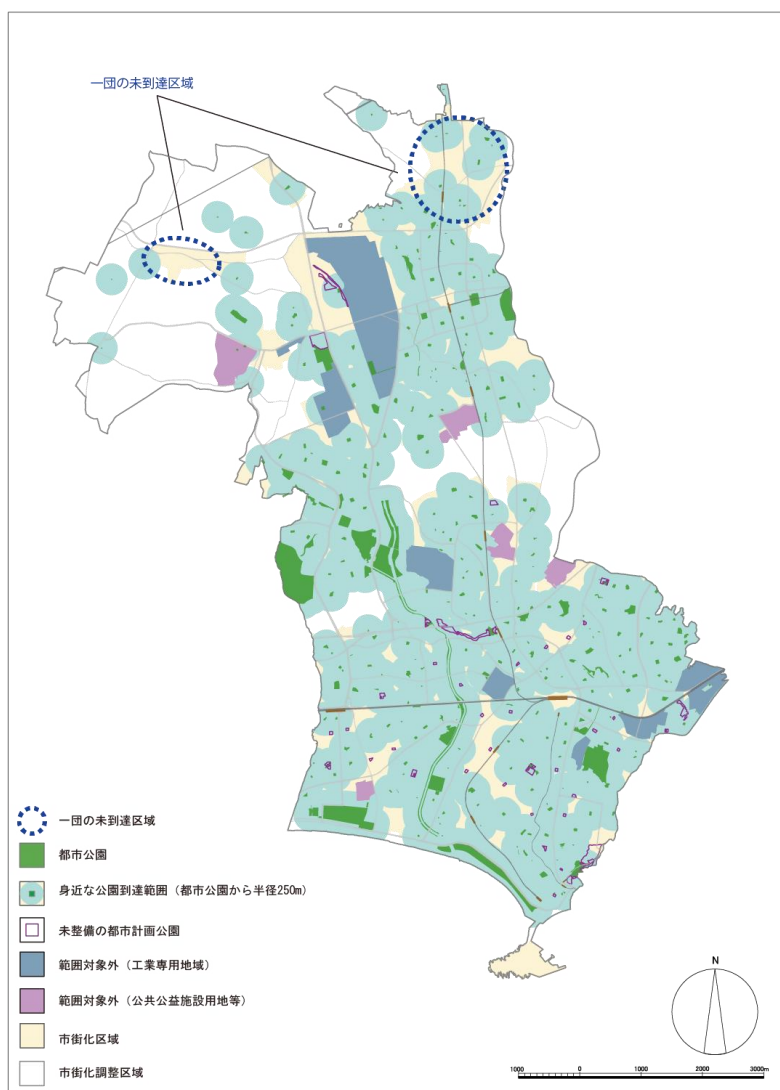 一団の未到達区域
一団の未到達区域
都市公園
身近な公園到達範囲（都市公園から半径250m）
未整備の都市計画公園
範囲対象外（工業専用地域）
範囲対象外（公共公益施設用地等）
市街化区域
市街化調整区域
N
1000 0 1000 2000 3000m